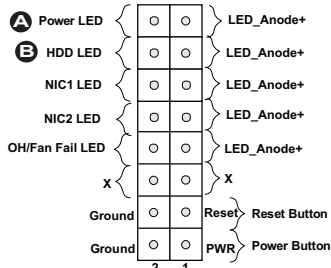 A Power LED LED_Anode+
B HDD LED LED_Anode+
NIC1 LED LED_Anode+
NIC2 LED LED_Anode+
OH/Fan Fail LED LED_Anode+
X X
Ground Reset Reset Button
Ground PWR Power Button
2 1